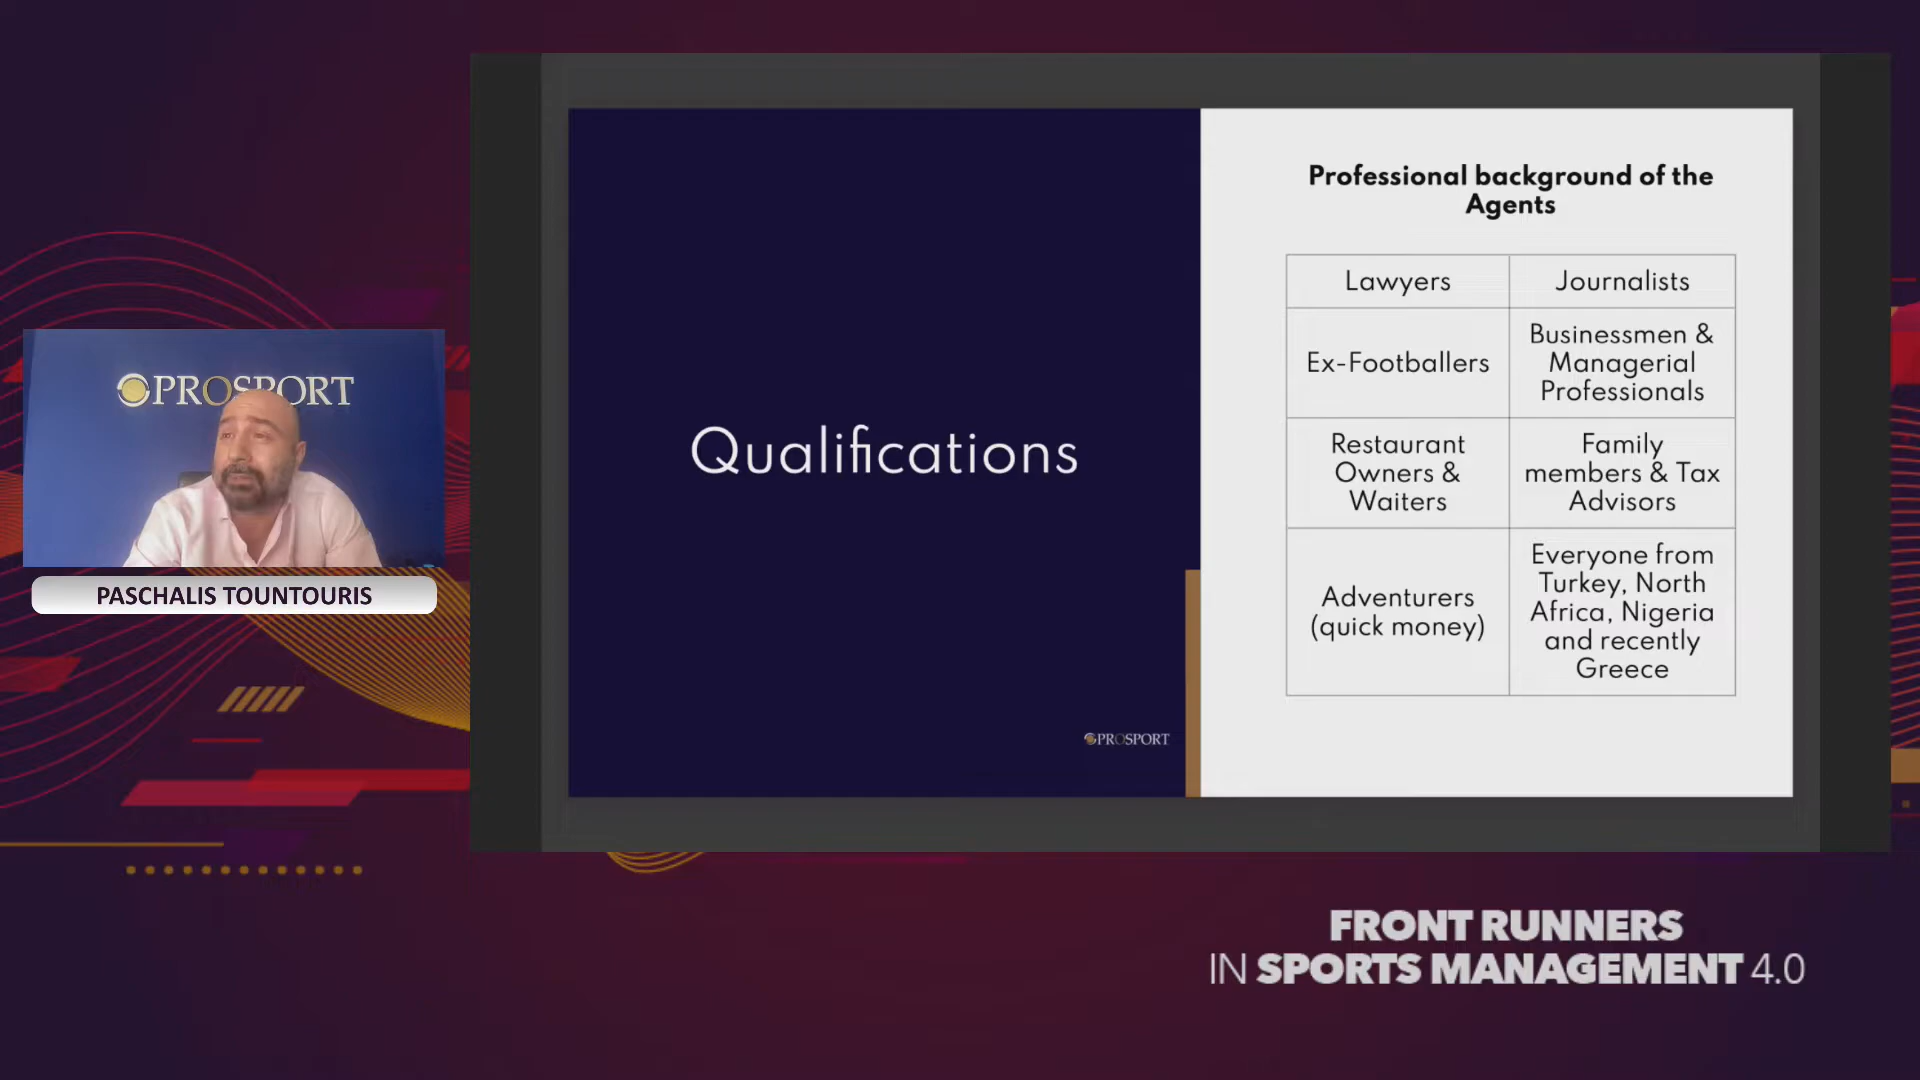 PROSPORT
PASCHALIS TOUNTOURIS
Qualifications
PROSPORT
Professional background of the
Agents
Lawyers
Journalists
Ex-Footballers
Businessmen &
Managerial
Professionals
Restaurant
Owners &
Waiters
Family
members & Tax
Advisors
Adventurers
(quick money)
Everyone from
Turkey, North
Africa, Nigeria
and recently
Greece
FRONT RUNNERS
IN SPORTS MANAGEMENT 4.0